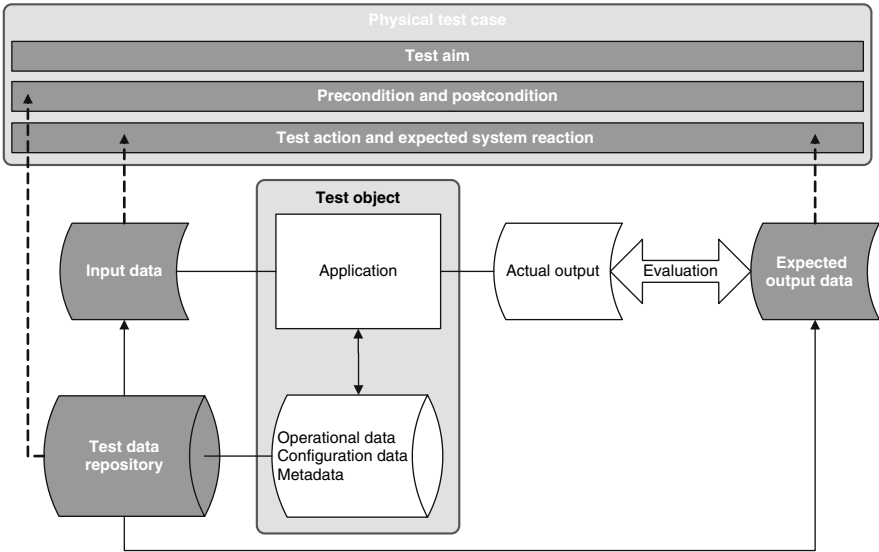 Physical test case
Test aim
Precondition and postcondition
Test action and expected system reaction
Test object
Input data
Application
Actual output
Evaluation
Expected
output data
Test data
repository
Operational data
Configuration data
Metadata